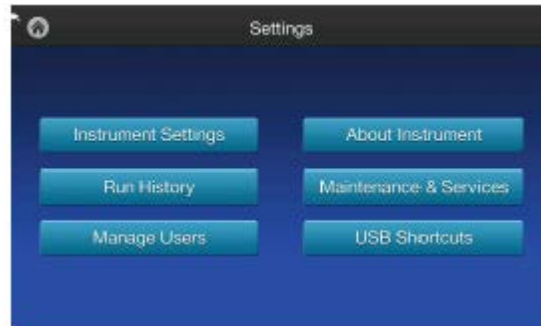 Settings
Instrument Settings
About Instrument
Run History
Maintenance & Services
Manage Users
USB Shortcuts